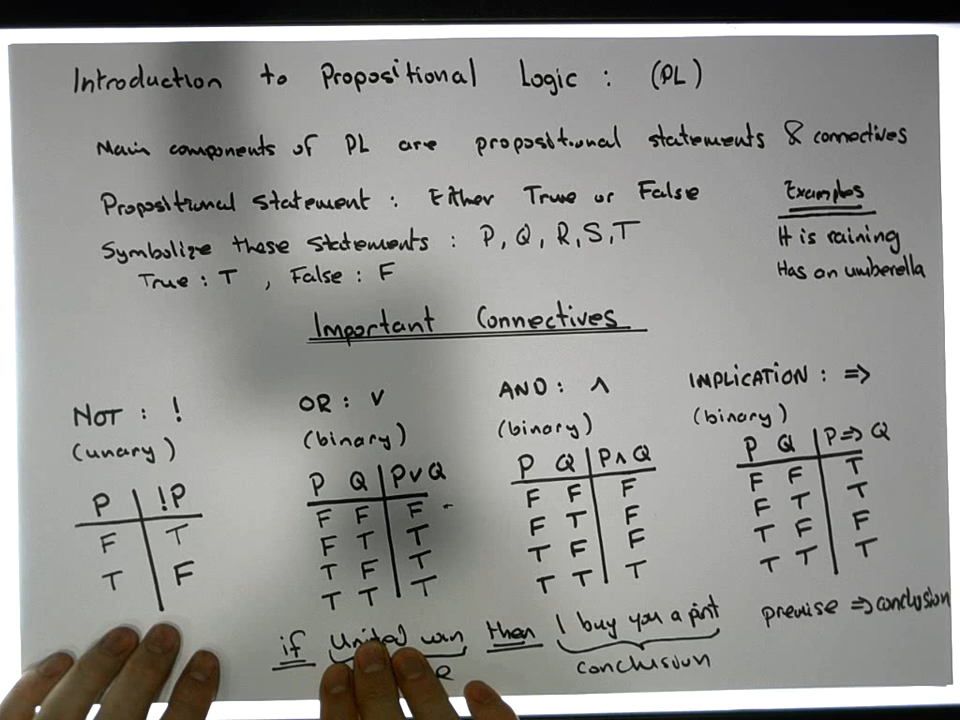 Introduction to Propositional Logic : (PL)
Main components of PL are propositional statements & connectives
Propositional statement : Either True or False
Symbolize these statements : P, Q, R, S, T
True : T , False : F
Examples
It is raining
Has an umberella
Important Connectives
NOT : !
(unary)
P !P
F T
T F
OR : ∨
(binary)
P Q P∨Q
F F F
F T T
T F T
T T T
AND : ∧
(binary)
P Q P∧Q
F F F
F T F
T F F
T T T
IMPLICATION : =>
(binary)
P Q P=>Q
F F T
F T T
T F F
T T T
premise => conclusion
if United win then I buy you a pint
conclusion